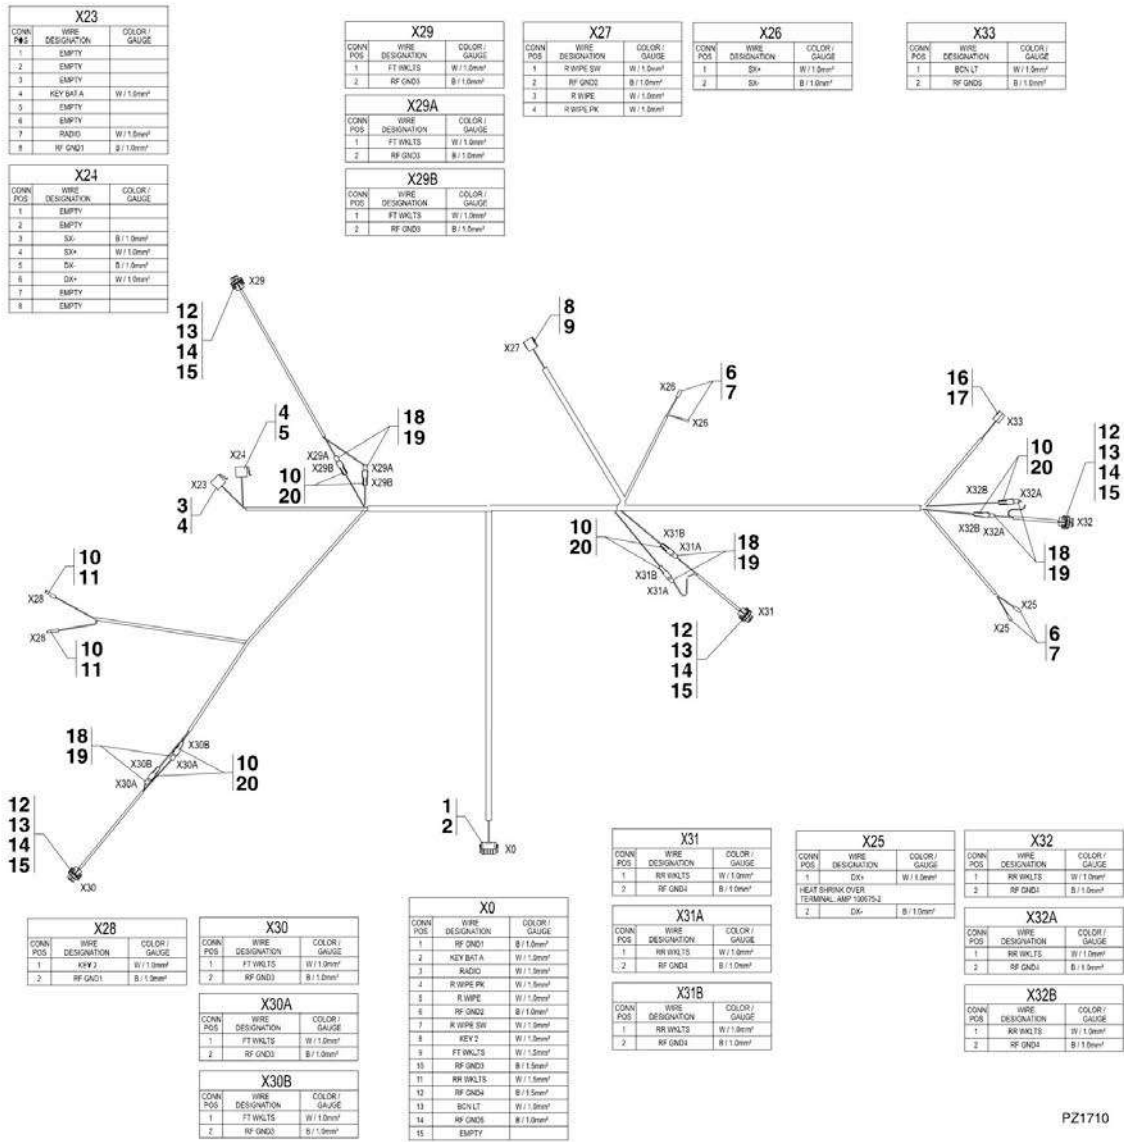 X23
CONN POS WIRE DESIGNATION COLOR / GAUGE
1 EMPTY
2 EMPTY
3 EMPTY
4 KEY BAT A W / 1.0mm²
5 EMPTY
6 EMPTY
7 RADIO W / 1.0mm²
8 RF GND1 B / 1.0mm²
X24
CONN POS WIRE DESIGNATION COLOR / GAUGE
1 EMPTY
2 EMPTY
3 SX- B / 1.0mm²
4 SX+ W / 1.0mm²
5 DX- B / 1.0mm²
6 DX+ W / 1.0mm²
7 EMPTY
8 EMPTY
X29
CONN POS WIRE DESIGNATION COLOR / GAUGE
1 FT WKLTS W / 1.0mm²
2 RF GND3 B / 1.0mm²
X29A
CONN POS WIRE DESIGNATION COLOR / GAUGE
1 FT WKLTS W / 1.0mm²
2 RF GND3 B / 1.0mm²
X29B
CONN POS WIRE DESIGNATION COLOR / GAUGE
1 FT WKLTS W / 1.0mm²
2 RF GND3 B / 1.0mm²
X27
CONN POS WIRE DESIGNATION COLOR / GAUGE
1 R WIPE SW W / 1.0mm²
2 RF GND2 B / 1.0mm²
3 R WIPE W / 1.0mm²
4 R WIPE PK W / 1.0mm²
X26
CONN POS WIRE DESIGNATION COLOR / GAUGE
1 SX+ W / 1.0mm²
2 SX- B / 1.0mm²
X33
CONN POS WIRE DESIGNATION COLOR / GAUGE
1 BCN LT W / 1.0mm²
2 RF GND5 B / 1.0mm²
X29
12
13
14
15
8
9
X27
6
7
X26
X26
16
17
X33
4
5
X24
18
19
X29A
X29B
X29A
X29B
10
20
X23
3
4
10
20
12
13
14
15
X32B
X32A
X32B
X32A
X32
18
19
10
20
X31B
X31A
X31B
X31A
18
19
X31
12
13
14
15
X25
X25
6
7
10
11
X28
X28
10
11
18
19
X30B
X30B
X30A
X30A
10
20
12
13
14
15
X30
1
2
X0
X28
CONN POS WIRE DESIGNATION COLOR / GAUGE
1 KEY 2 W / 1.0mm²
2 RF GND1 B / 1.0mm²
X30
CONN POS WIRE DESIGNATION COLOR / GAUGE
1 FT WKLTS W / 1.0mm²
2 RF GND3 B / 1.0mm²
X30A
CONN POS WIRE DESIGNATION COLOR / GAUGE
1 FT WKLTS W / 1.0mm²
2 RF GND3 B / 1.0mm²
X30B
CONN POS WIRE DESIGNATION COLOR / GAUGE
1 FT WKLTS W / 1.0mm²
2 RF GND3 B / 1.0mm²
X0
CONN POS WIRE DESIGNATION COLOR / GAUGE
1 RF GND1 B / 1.0mm²
2 KEY BAT A W / 1.0mm²
3 RADIO W / 1.0mm²
4 R WIPE PK W / 1.5mm²
5 R WIPE W / 1.0mm²
6 RF GND2 B / 1.0mm²
7 R WIPE SW W / 1.0mm²
8 KEY 2 W / 1.0mm²
9 FT WKLTS W / 1.5mm²
10 RF GND3 B / 1.5mm²
11 RR WKLTS W / 1.5mm²
12 RF GND4 B / 1.5mm²
13 BCN LT W / 1.0mm²
14 RF GND5 B / 1.0mm²
15 EMPTY
X31
CONN POS WIRE DESIGNATION COLOR / GAUGE
1 RR WKLTS W / 1.0mm²
2 RF GND4 B / 1.0mm²
X31A
CONN POS WIRE DESIGNATION COLOR / GAUGE
1 RR WKLTS W / 1.0mm²
2 RF GND4 B / 1.0mm²
X31B
CONN POS WIRE DESIGNATION COLOR / GAUGE
1 RR WKLTS W / 1.0mm²
2 RF GND4 B / 1.0mm²
X25
CONN POS WIRE DESIGNATION COLOR / GAUGE
1 DX+ W / 1.0mm²
HEAT SHRINK OVER
TERMINAL: AMP 100675-2
2 DX- B / 1.0mm²
X32
CONN POS WIRE DESIGNATION COLOR / GAUGE
1 RR WKLTS W / 1.0mm²
2 RF GND4 B / 1.0mm²
X32A
CONN POS WIRE DESIGNATION COLOR / GAUGE
1 RR WKLTS W / 1.0mm²
2 RF GND4 B / 1.0mm²
X32B
CONN POS WIRE DESIGNATION COLOR / GAUGE
1 RR WKLTS W / 1.0mm²
2 RF GND4 B / 1.0mm²
PZ1710